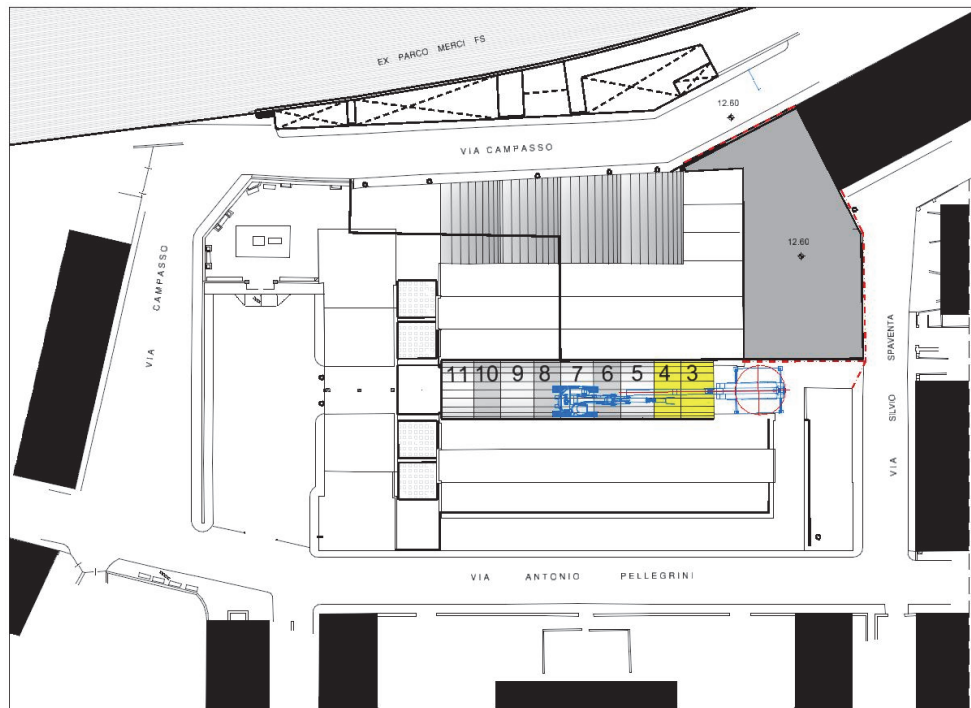 EX PARCO MERCI FS
12.60
VIA CAMPASSO
12.60
VIA CAMPASSO
VIA SILVIO SPAVENTA
11 10 9 8 7 6 5 4 3
VIA ANTONIO PELLEGRINI